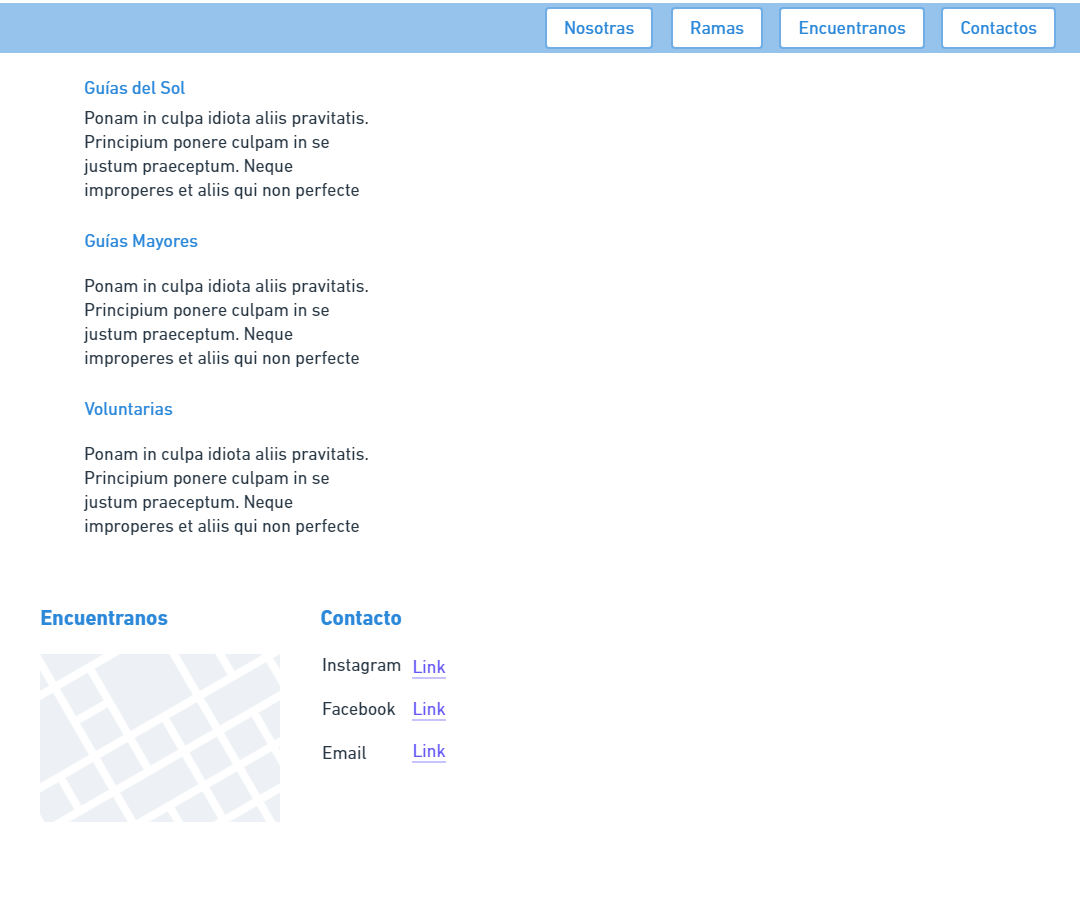 Nosotras
Ramas
Encuentranos
Contactos
Guías del Sol
Ponam in culpa idiota aliis pravitatis.
Principium ponere culpam in se
justum praeceptum. Neque
improperes et aliis qui non perfecte
Guías Mayores
Ponam in culpa idiota aliis pravitatis.
Principium ponere culpam in se
justum praeceptum. Neque
improperes et aliis qui non perfecte
Voluntarias
Ponam in culpa idiota aliis pravitatis.
Principium ponere culpam in se
justum praeceptum. Neque
improperes et aliis qui non perfecte
Encuentranos
Contacto
Instagram Link
Facebook Link
Email Link